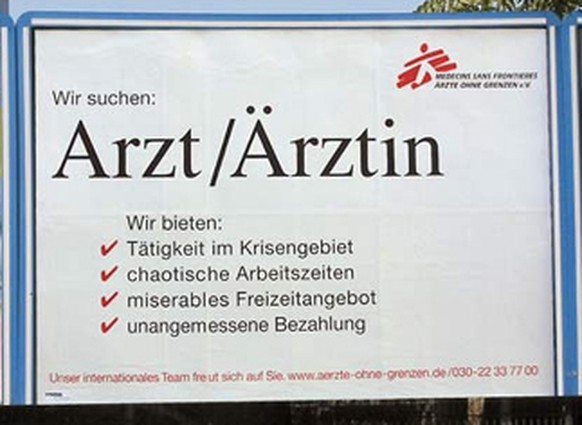 MEDECINS SANS FRONTIERES
ÄRZTE OHNE GRENZEN e.V.
Wir suchen:
Arzt/Ärztin
Wir bieten:
✔ Tätigkeit im Krisengebiet
✔ chaotische Arbeitszeiten
✔ miserables Freizeitangebot
✔ unangemessene Bezahlung
Unser internationales Team freut sich auf Sie. www.aerzte-ohne-grenzen.de/030-22 33 77 00